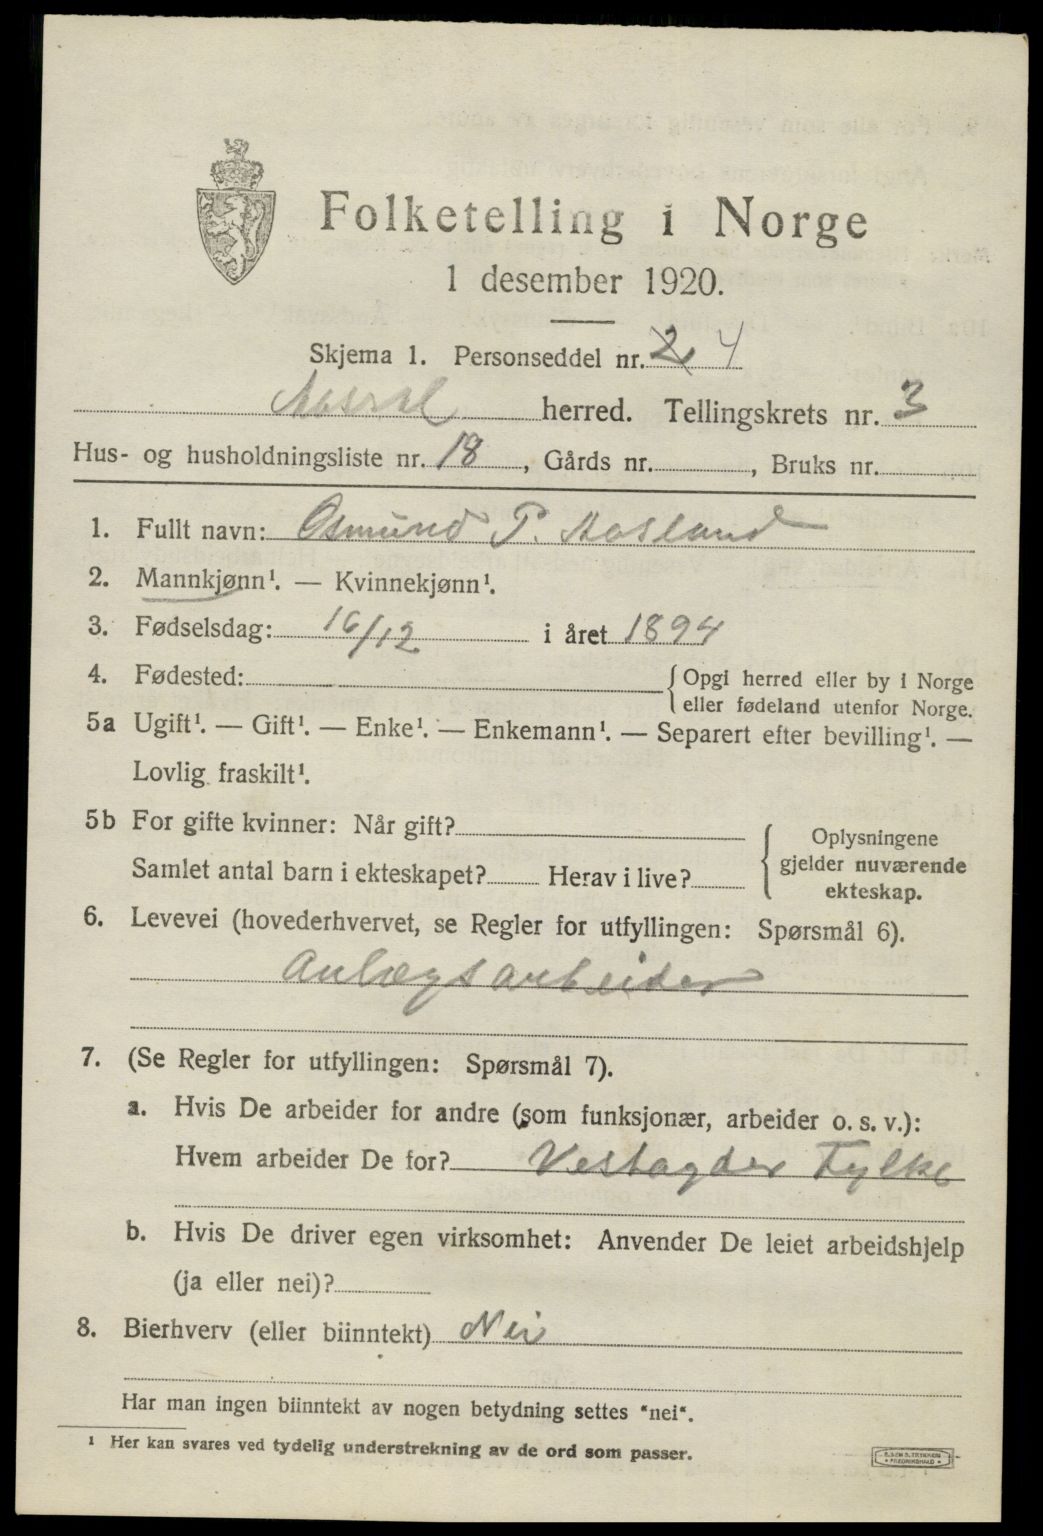 Folketelling i Norge
1 desember 1920.
Skjema 1. Personseddel nr. 2 4
herred. Tellingskrets nr. 3
Hus- og husholdningsliste nr. 18, Gårds nr. , Bruks nr.
1. Fullt navn: Osmund P. Aasland
2. Mannkjønn¹. — Kvinnekjønn¹.
3. Fødselsdag: 16/12 i året 1894
4. Fødested: { Opgi herred eller by i Norge
eller fødeland utenfor Norge.
5a Ugift¹. — Gift¹. — Enke¹. — Enkemann¹. — Separert efter bevilling¹. —
Lovlig fraskilt¹.
5b For gifte kvinner: Når gift?
Samlet antal barn i ekteskapet? Herav i live?
{ Oplysningene
gjelder nuværende
ekteskap.
6. Levevei (hovederhvervet, se Regler for utfyllingen: Spørsmål 6).
Anlægsarbeider
7. (Se Regler for utfyllingen: Spørsmål 7).
a. Hvis De arbeider for andre (som funksjonær, arbeider o. s. v.):
Hvem arbeider De for? Vestagder Fylke
b. Hvis De driver egen virksomhet: Anvender De leiet arbeidshjelp
(ja eller nei)?
8. Bierhverv (eller biinntekt) Nei
Har man ingen biinntekt av nogen betydning settes "nei".
¹ Her kan svares ved tydelig understrekning av de ord som passer.